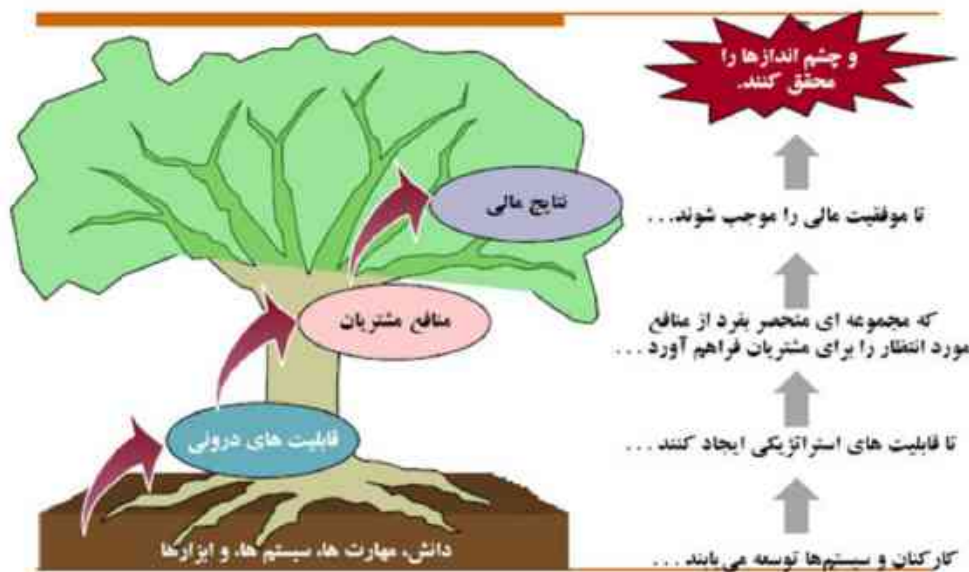 و چشم اندازها را
محقق کنند.
تا موفقیت مالی را موجب شوند...
که مجموعه ای منحصر بفرد از منافع
مورد انتظار را برای مشتریان فراهم آورد...
تا قابلیت های استراتژیکی ایجاد کنند...
کارکنان و سیستم‌ها توسعه می‌یابند...
نتایج مالی
منافع مشتریان
قابلیت های درونی
دانش، مهارت ها، سیستم ها، و ابزارها